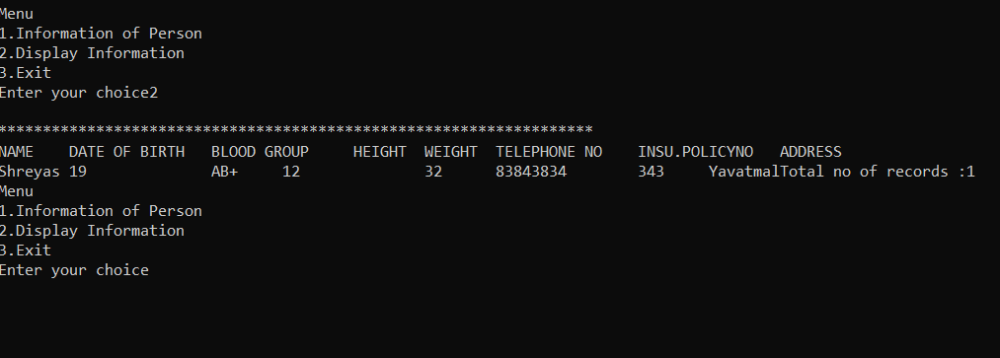 Menu
1.Information of Person
2.Display Information
3.Exit
Enter your choice2
*******************************************************************
NAME DATE OF BIRTH BLOOD GROUP HEIGHT WEIGHT TELEPHONE NO INSU.POLICYNO ADDRESS
Shreyas 19 AB+ 12 32 83843834 343 YavatmalTotal no of records :1
Menu
1.Information of Person
2.Display Information
3.Exit
Enter your choice